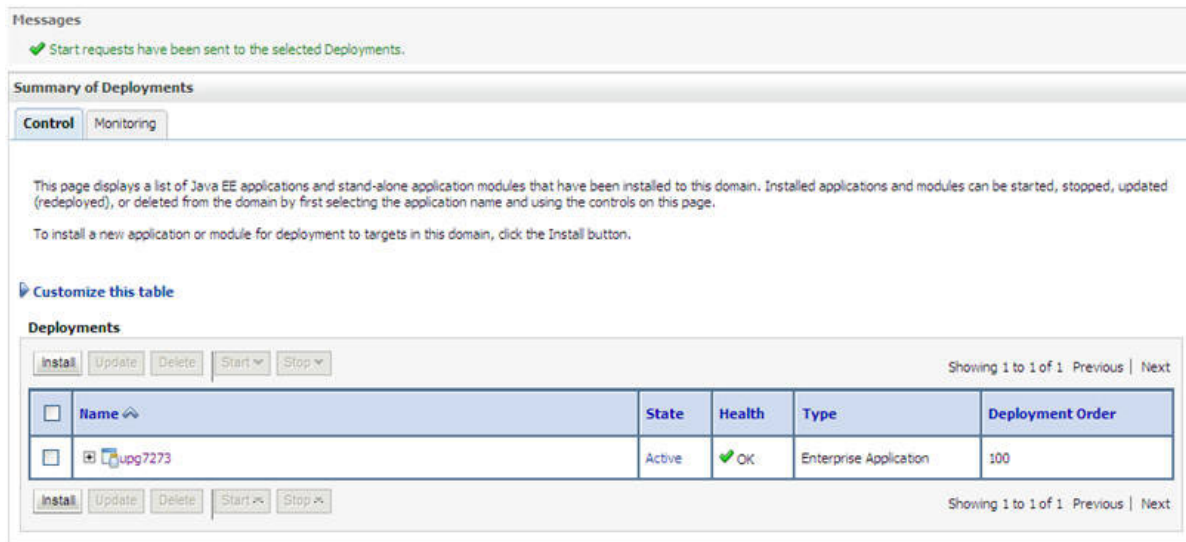 Messages
Start requests have been sent to the selected Deployments.
Summary of Deployments
Control Monitoring
This page displays a list of Java EE applications and stand-alone application modules that have been installed to this domain. Installed applications and modules can be started, stopped, updated
(redeployed), or deleted from the domain by first selecting the application name and using the controls on this page.
To install a new application or module for deployment to targets in this domain, click the Install button.
Customize this table
Deployments
Install Update Delete Start Stop Showing 1 to 1 of 1 Previous | Next
Name State Health Type Deployment Order
upg7273 Active OK Enterprise Application 100
Install Update Delete Start Stop Showing 1 to 1 of 1 Previous | Next